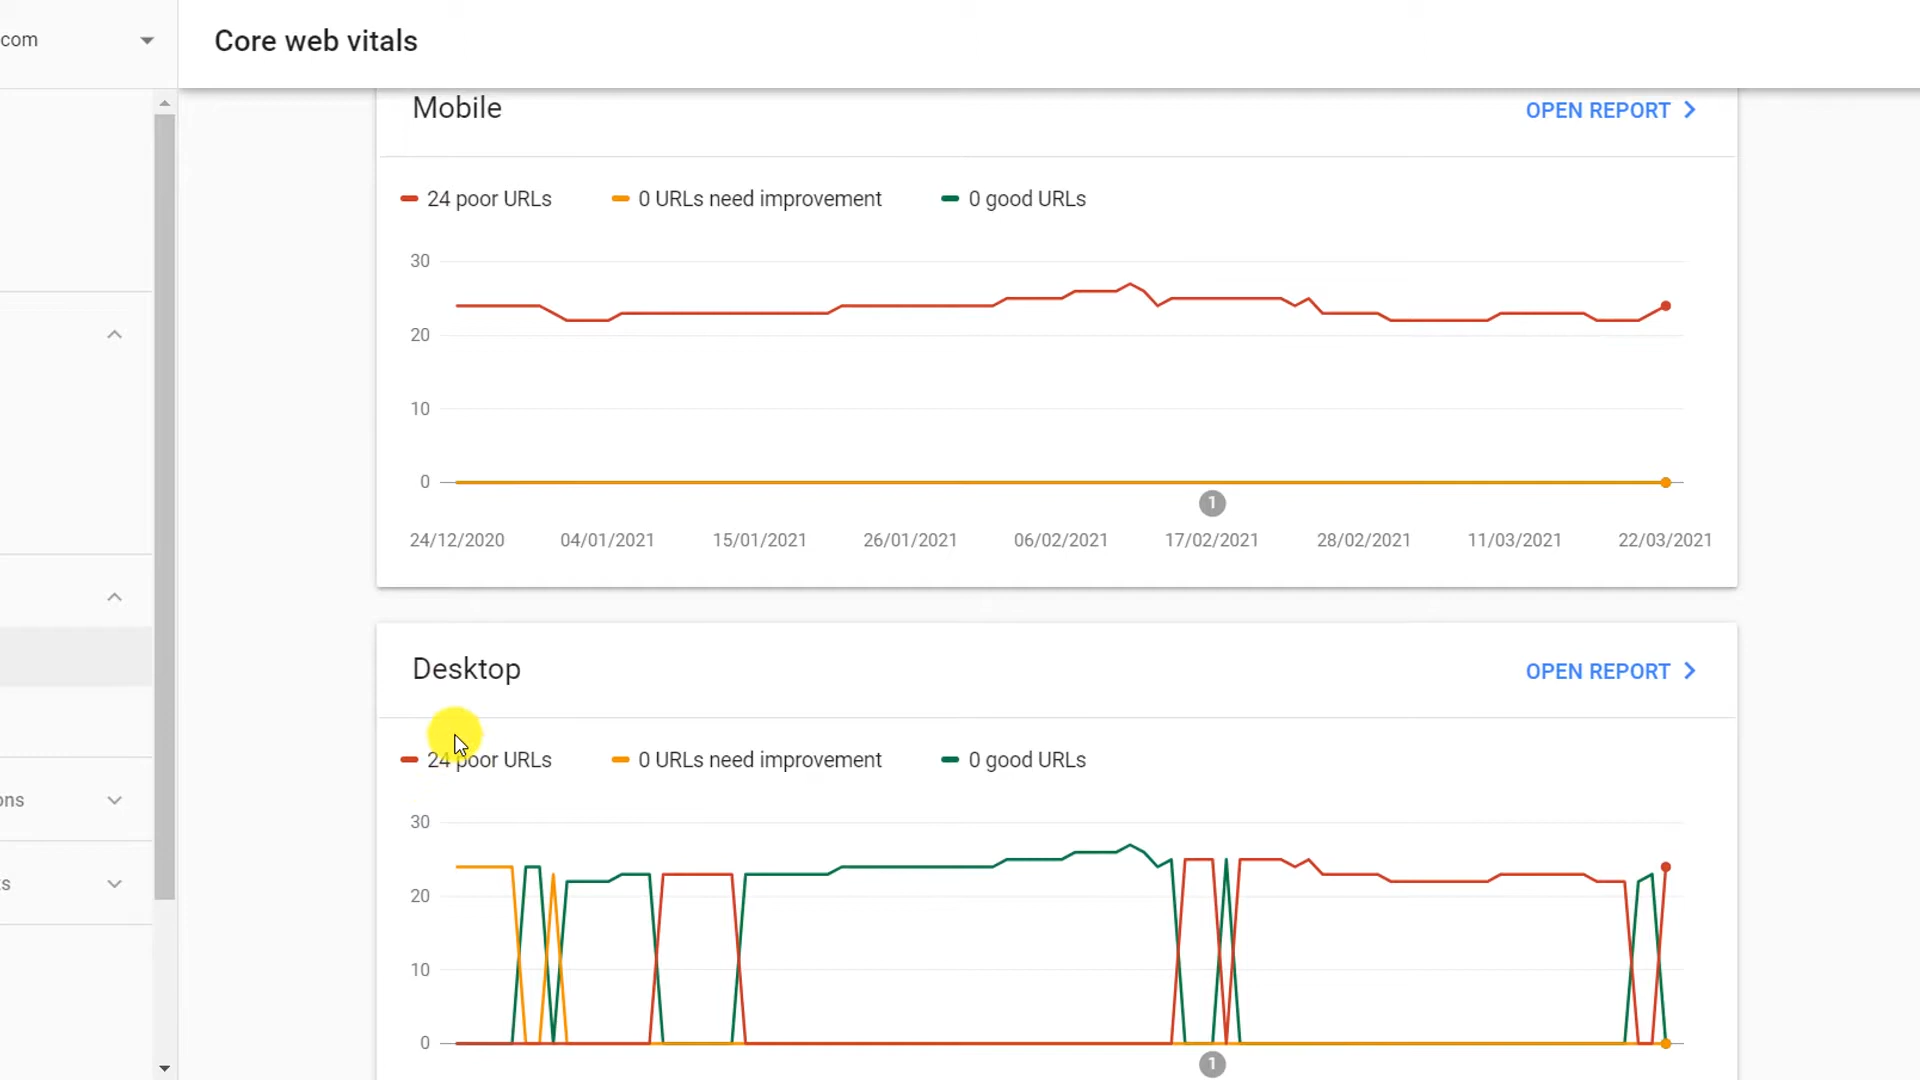 com
Core web vitals
Mobile
OPEN REPORT
24 poor URLs 0 URLs need improvement 0 good URLs
30
20
10
0
1
24/12/2020 04/01/2021 15/01/2021 26/01/2021 06/02/2021 17/02/2021 28/02/2021 11/03/2021 22/03/2021
Desktop
OPEN REPORT
24 poor URLs 0 URLs need improvement 0 good URLs
ons
ts
30
20
10
0
1